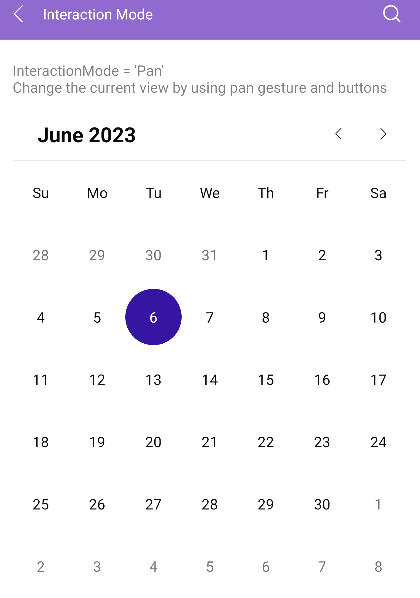 Interaction Mode
InteractionMode = 'Pan'
Change the current view by using pan gesture and buttons
June 2023
Su Mo Tu We Th Fr Sa
28 29 30 31 1 2 3
4 5 6 7 8 9 10
11 12 13 14 15 16 17
18 19 20 21 22 23 24
25 26 27 28 29 30 1
2 3 4 5 6 7 8